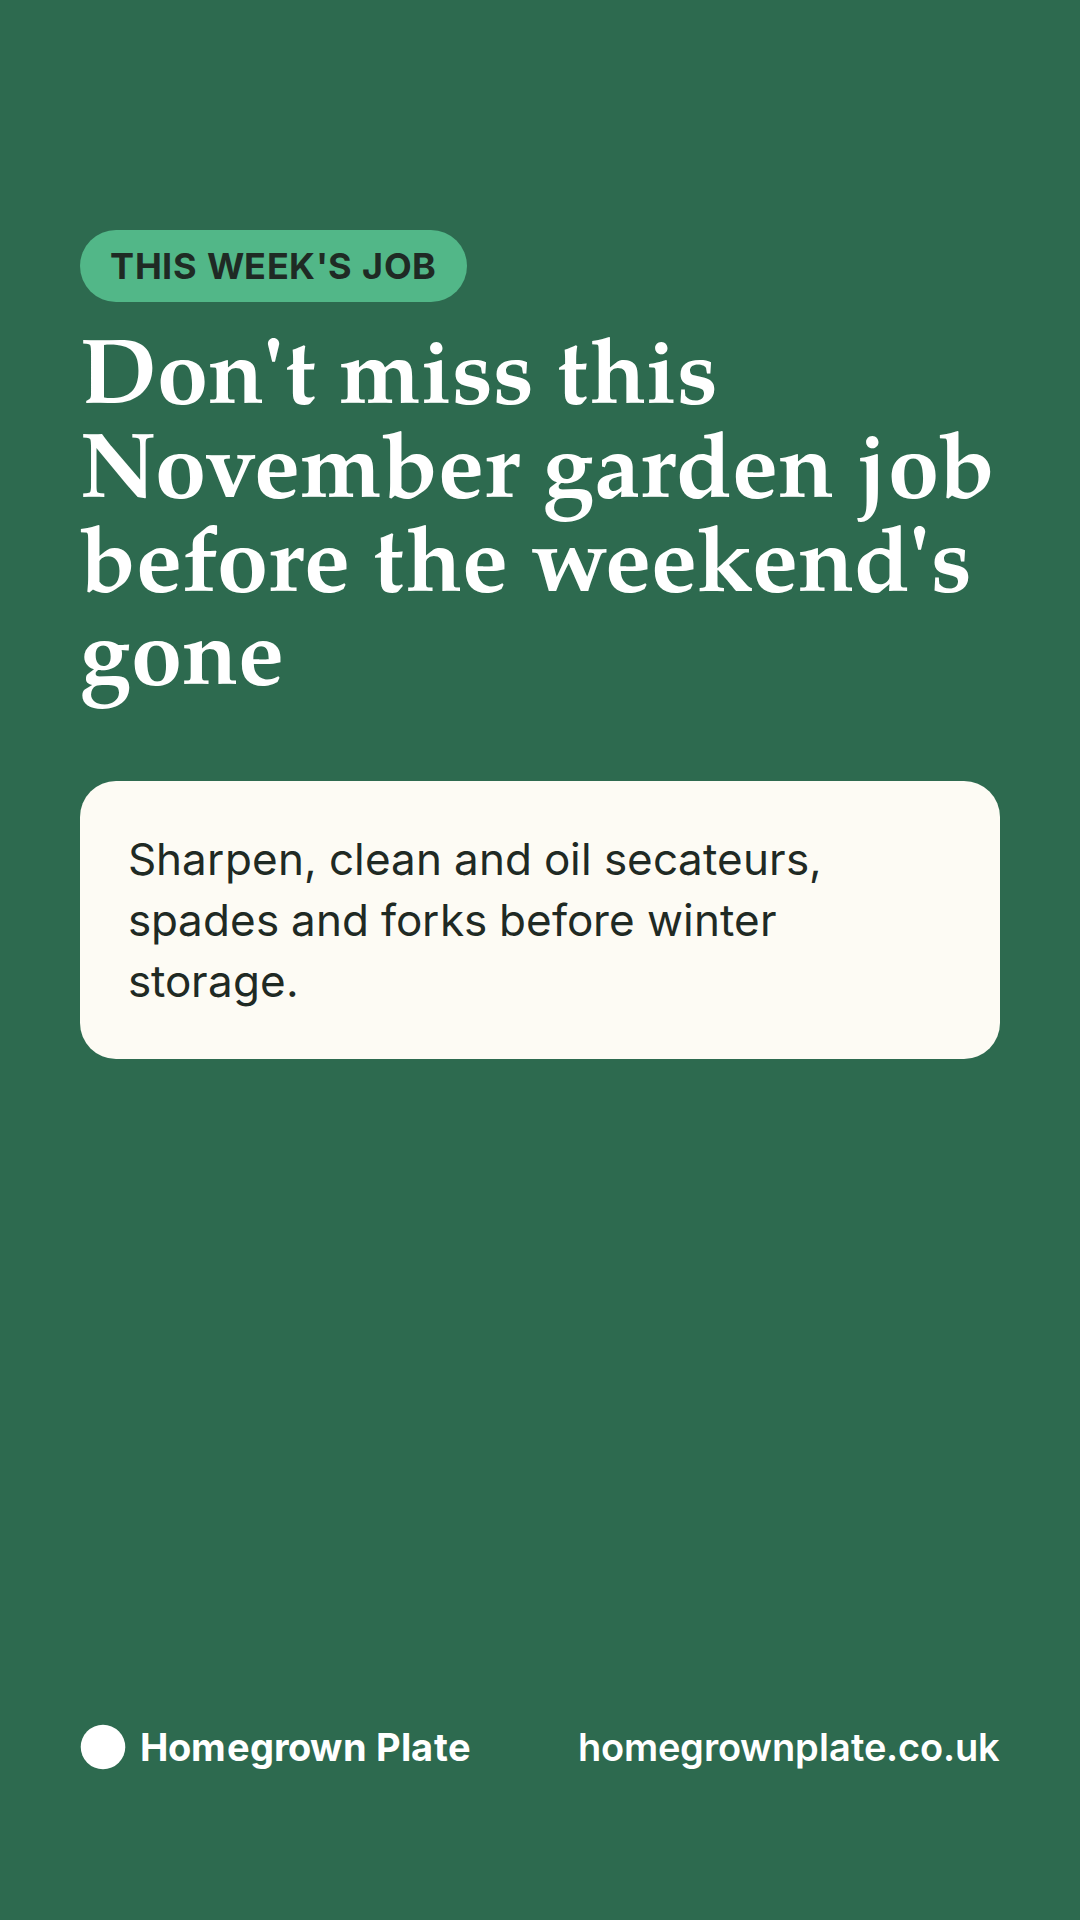 THIS WEEK'S JOB
Don't miss this
November garden job
before the weekend's
gone
Sharpen, clean and oil secateurs,
spades and forks before winter
storage.
Homegrown Plate
homegrownplate.co.uk